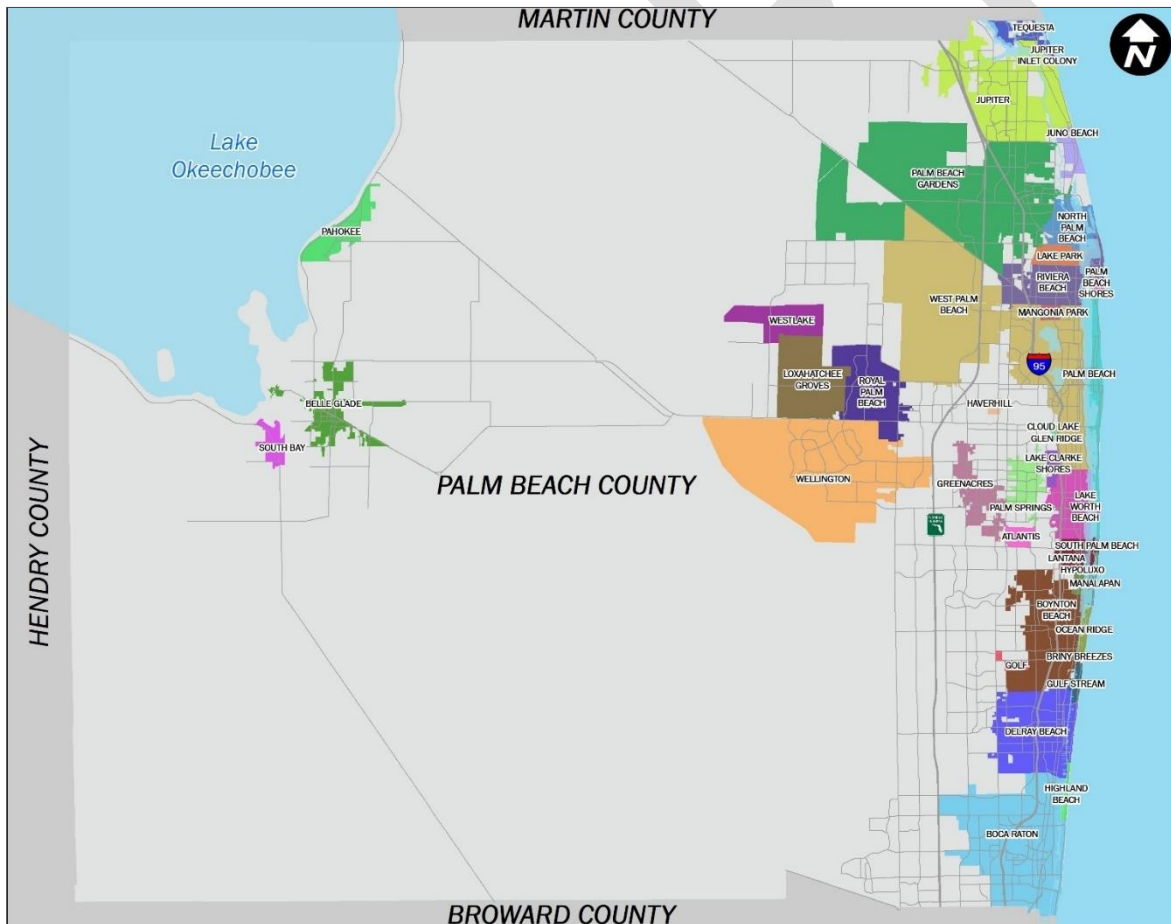 MARTIN COUNTY
TEQUESTA
N
JUPITER
INLET COLONY
JUPITER
JUNO BEACH
Lake
Okeechobee
PALM BEACH
GARDENS
PAHOKEE
NORTH
PALM
BEACH
LAKE PARK
RIVIERA
BEACH
PALM
BEACH
SHORES
WEST PALM
BEACH
MANGONIA PARK
WESTLAKE
95
PALM BEACH
LOXAHATCHEE
GROVES
ROYAL
PALM
BEACH
HAVERHILL
BELLE GLADE
CLOUD LAKE
GLEN RIDGE
SOUTH BAY
LAKE CLARKE
SHORES
HENDRY COUNTY
PALM BEACH COUNTY
WELLINGTON
GREENACRES
PALM SPRINGS
LAKE
WORTH
BEACH
ATLANTIS
SOUTH PALM BEACH
LANTANA
HYPOLUXO
MANALAPAN
BOYNTON
BEACH
OCEAN RIDGE
BRINY BREEZES
GOLF
GULF STREAM
DELRAY BEACH
HIGHLAND
BEACH
BOCA RATON
BROWARD COUNTY